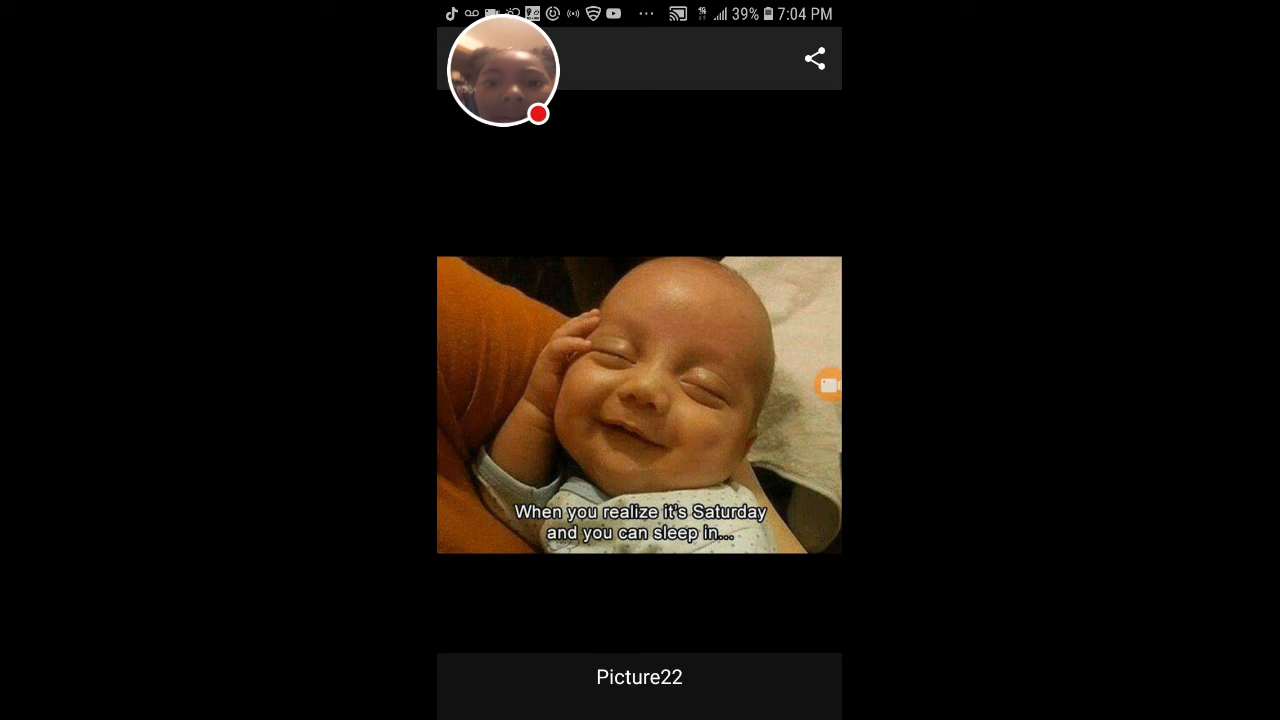 39% 7:04 PM
When you realize it's Saturday
and you can sleep in...
Picture22